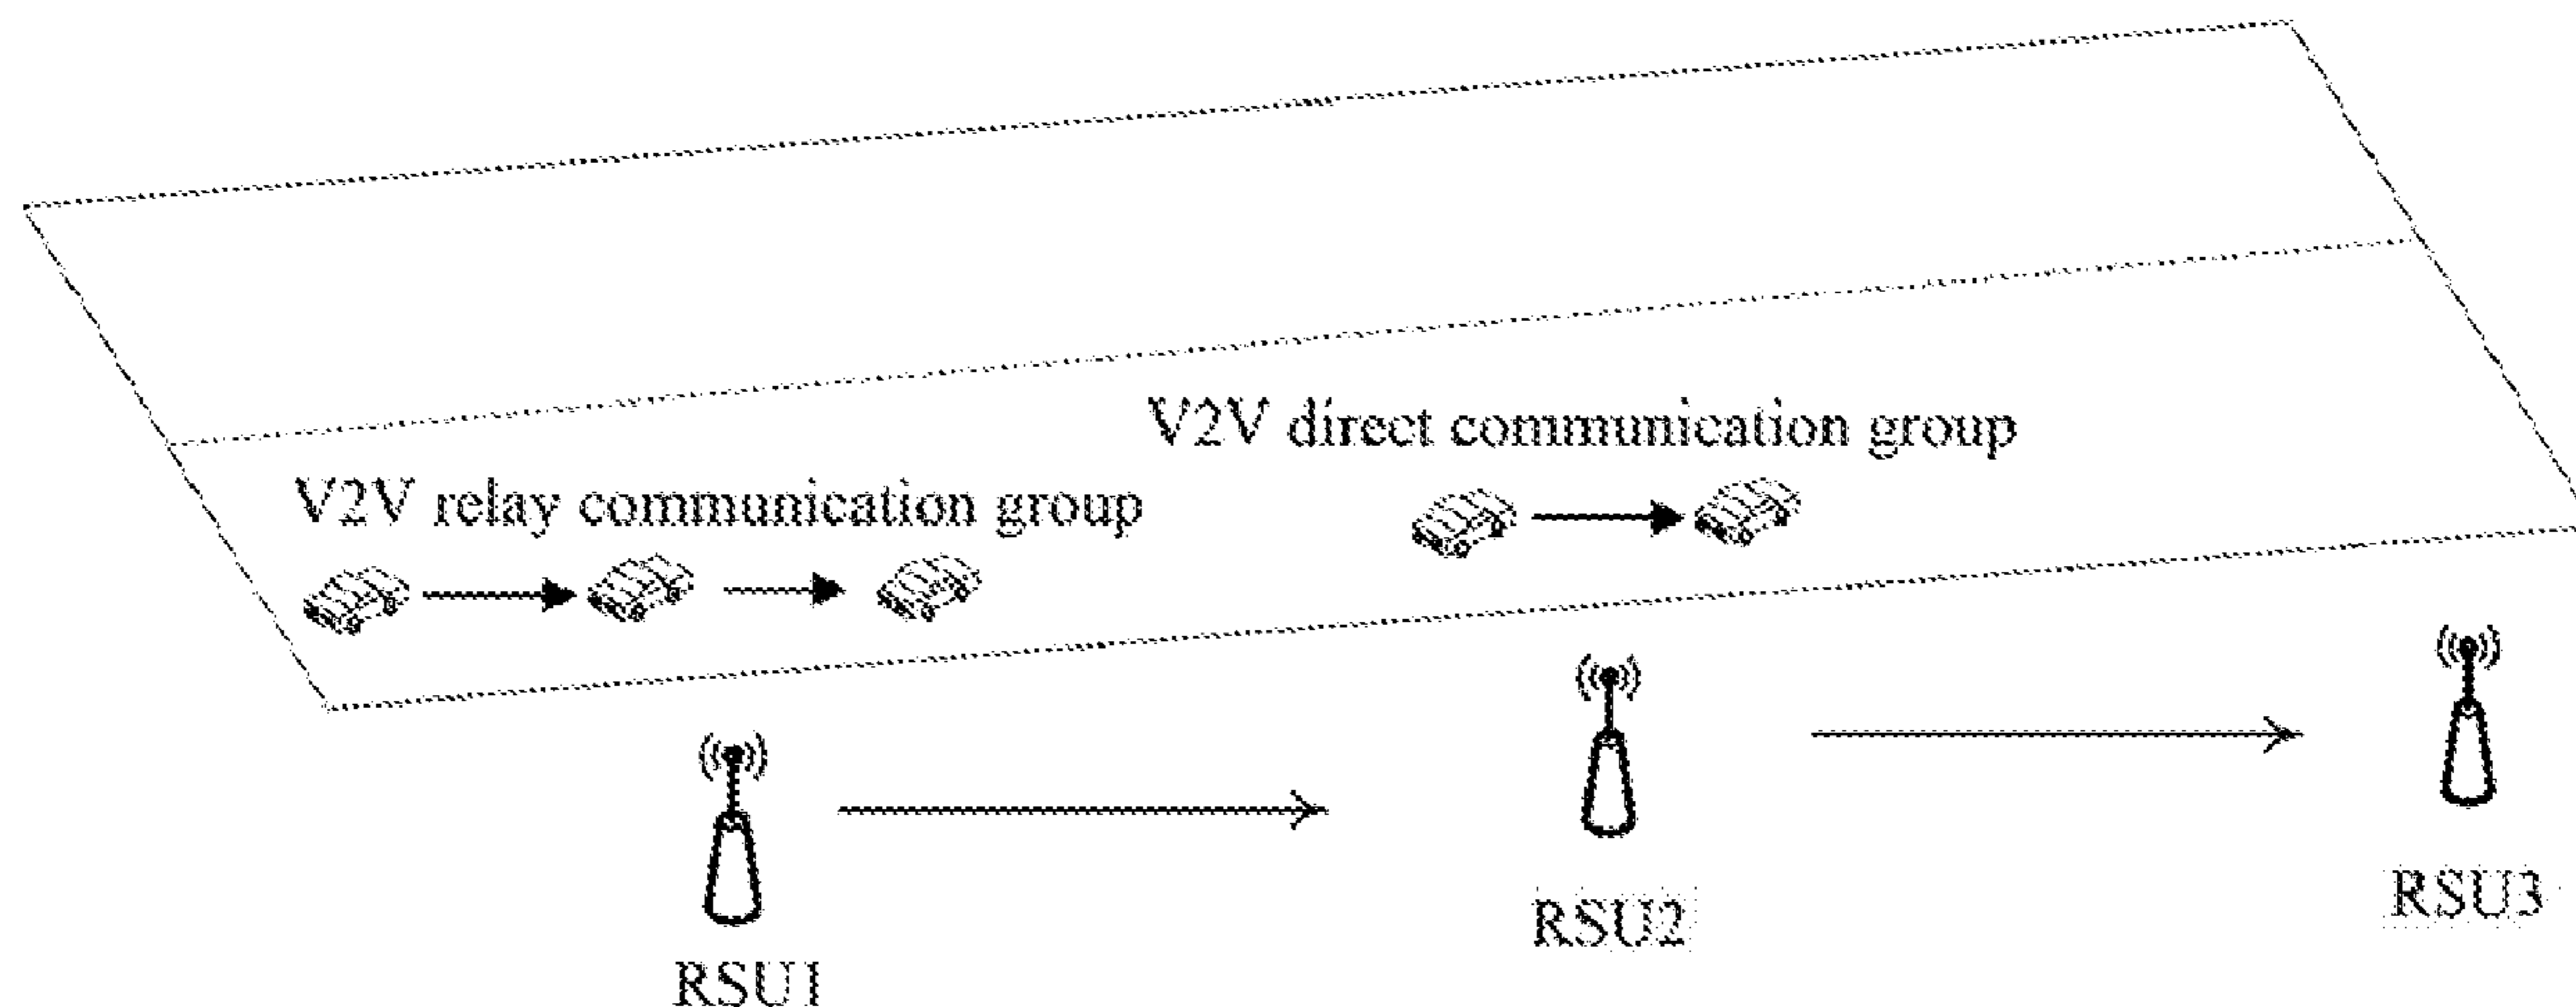 V2V direct communication group
V2V relay communication group
RSU1
RSU2
RSU3